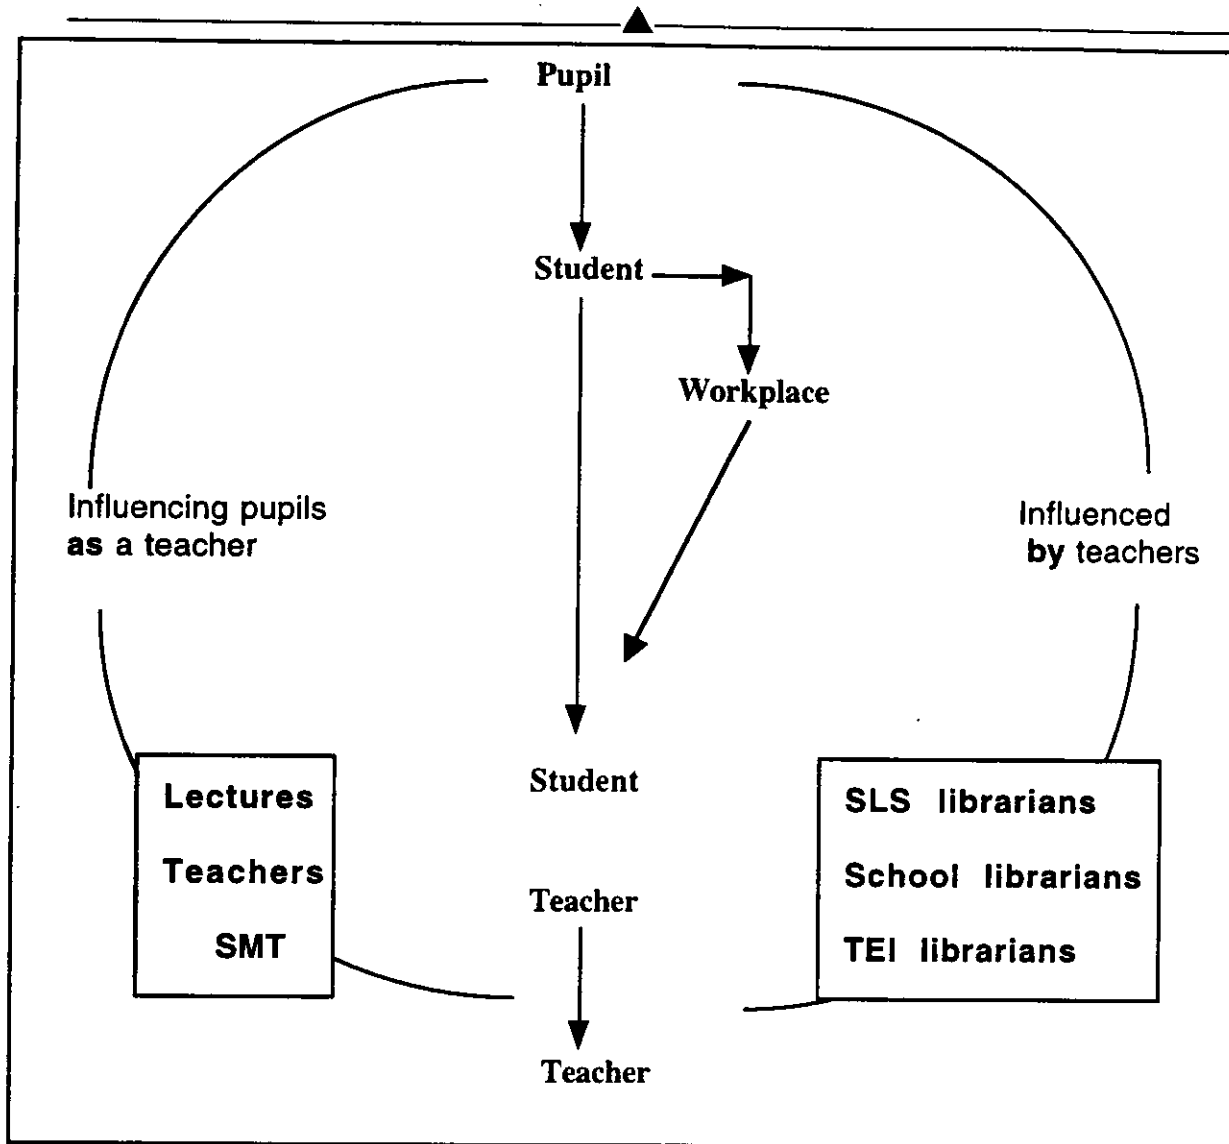 Pupil
Student
Workplace
Influencing pupils
as a teacher
Influenced
by teachers
Student
Lectures
Teachers
SMT
SLS librarians
School librarians
TEI librarians
Teacher
Teacher